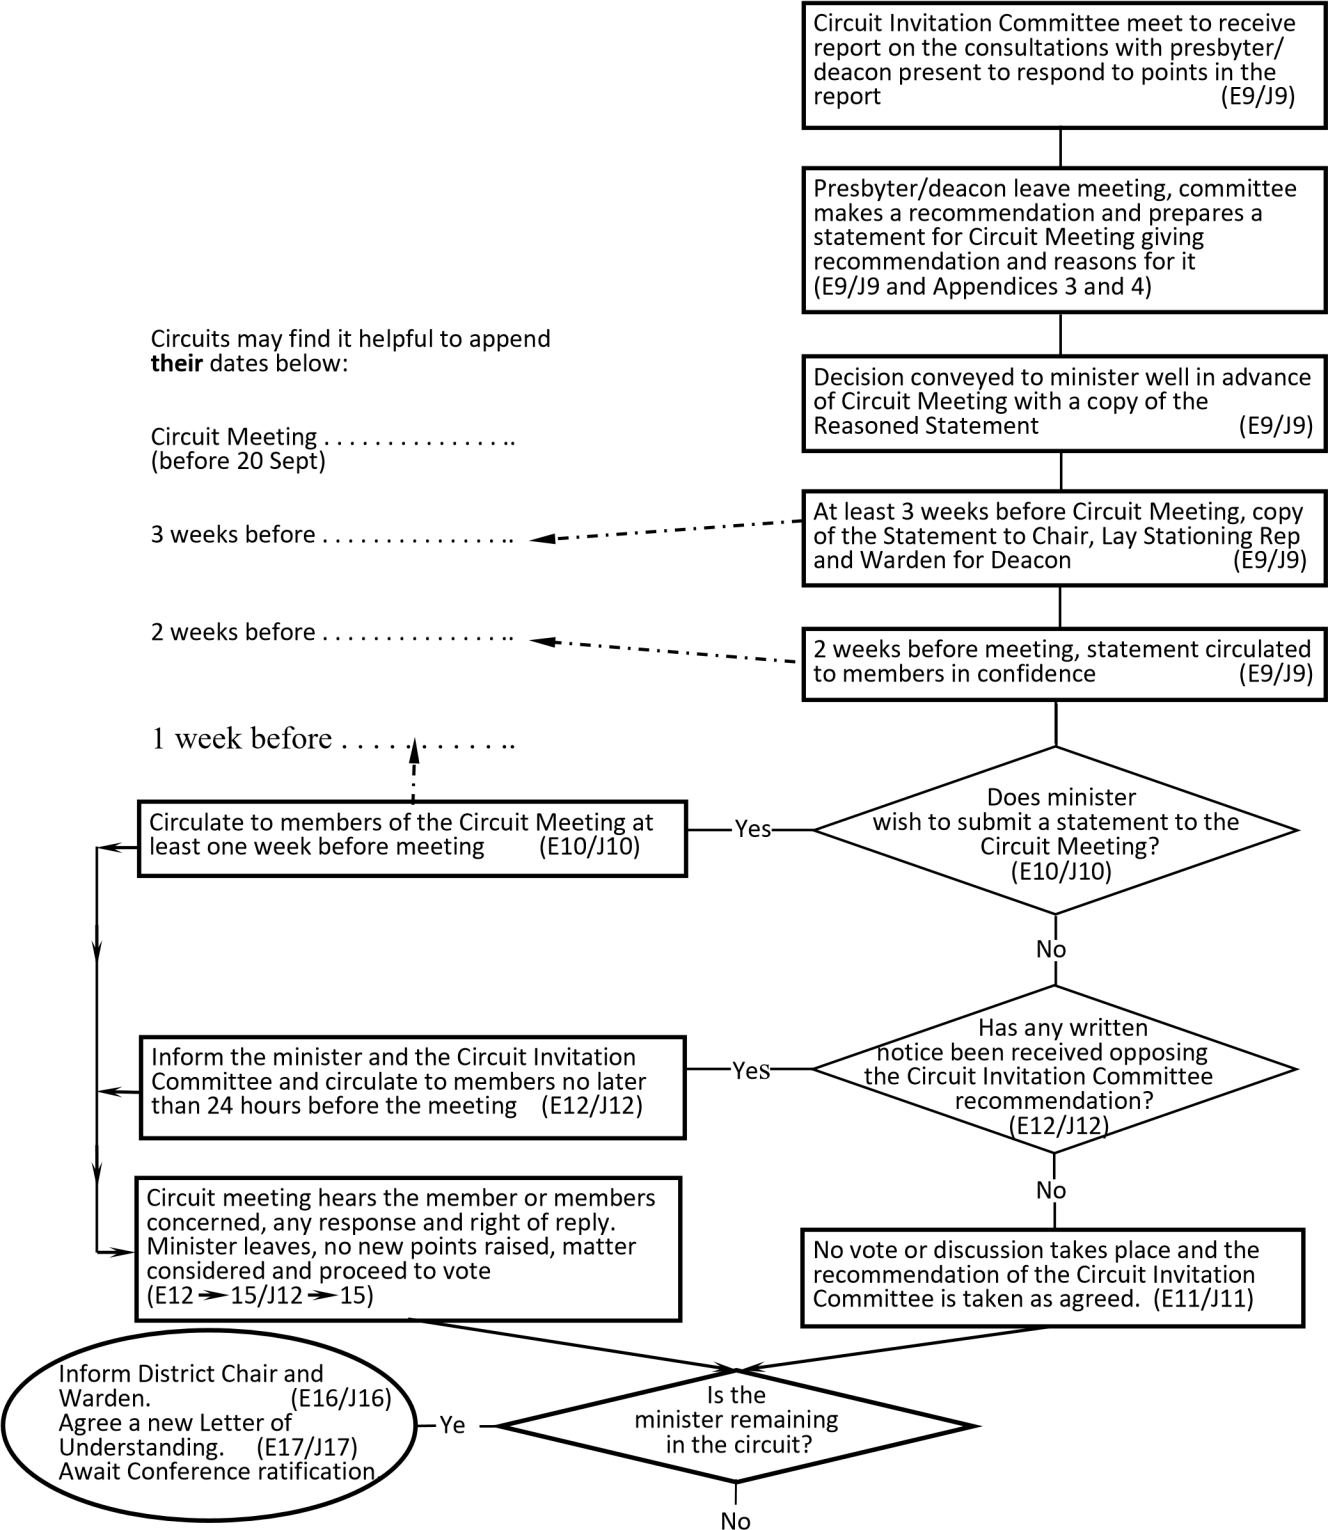 Circuit Invitation Committee meet to receive
report on the consultations with presbyter/
deacon present to respond to points in the
report (E9/J9)
Presbyter/deacon leave meeting, committee
makes a recommendation and prepares a
statement for Circuit Meeting giving
recommendation and reasons for it
(E9/J9 and Appendices 3 and 4)
Circuits may find it helpful to append
their dates below:
Decision conveyed to minister well in advance
of Circuit Meeting with a copy of the
Reasoned Statement (E9/J9)
Circuit Meeting . . . . . . . . . . . . . . ..
(before 20 Sept)
At least 3 weeks before Circuit Meeting, copy
of the Statement to Chair, Lay Stationing Rep
and Warden for Deacon (E9/J9)
3 weeks before . . . . . . . . . . . . . . ..
2 weeks before . . . . . . . . . . . . . . ..
2 weeks before meeting, statement circulated
to members in confidence (E9/J9)
1 week before . . . . . . . . . . . ..
Does minister
wish to submit a statement to the
Circuit Meeting?
(E10/J10)
Yes
Circulate to members of the Circuit Meeting at
least one week before meeting (E10/J10)
No
Has any written
notice been received opposing
the Circuit Invitation Committee
recommendation?
(E12/J12)
Yes
Inform the minister and the Circuit Invitation
Committee and circulate to members no later
than 24 hours before the meeting (E12/J12)
No
Circuit meeting hears the member or members
concerned, any response and right of reply.
Minister leaves, no new points raised, matter
considered and proceed to vote
(E12 → 15/J12 → 15)
No vote or discussion takes place and the
recommendation of the Circuit Invitation
Committee is taken as agreed. (E11/J11)
Is the
minister remaining
in the circuit?
Ye
Inform District Chair and
Warden. (E16/J16)
Agree a new Letter of
Understanding. (E17/J17)
Await Conference ratification
No